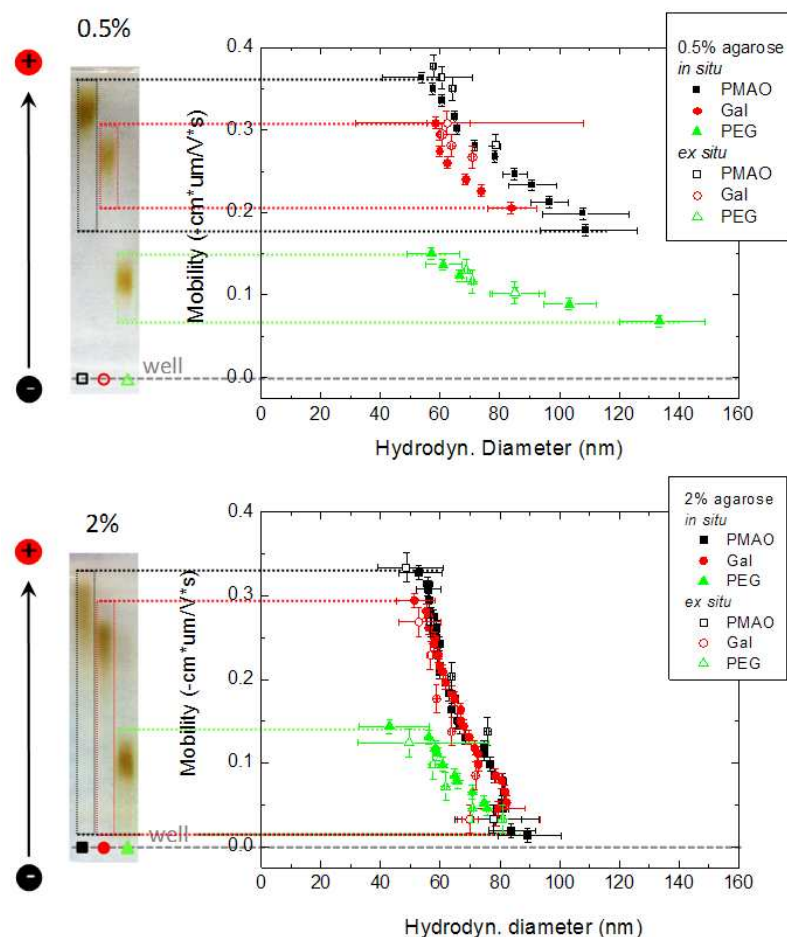 0.5%
+
-
well
0.4
0.3
0.2
0.1
0.0
Mobility (-cm*um/V*s)
0 20 40 60 80 100 120 140 160
Hydrodyn. Diameter (nm)
0.5% agarose
in situ
PMAO
Gal
PEG
ex situ
PMAO
Gal
PEG
2%
+
-
well
0.4
0.3
0.2
0.1
0.0
Mobility (-cm*um/V*s)
0 20 40 60 80 100 120 140 160
Hydrodyn. diameter (nm)
2% agarose
in situ
PMAO
Gal
PEG
ex situ
PMAO
Gal
PEG